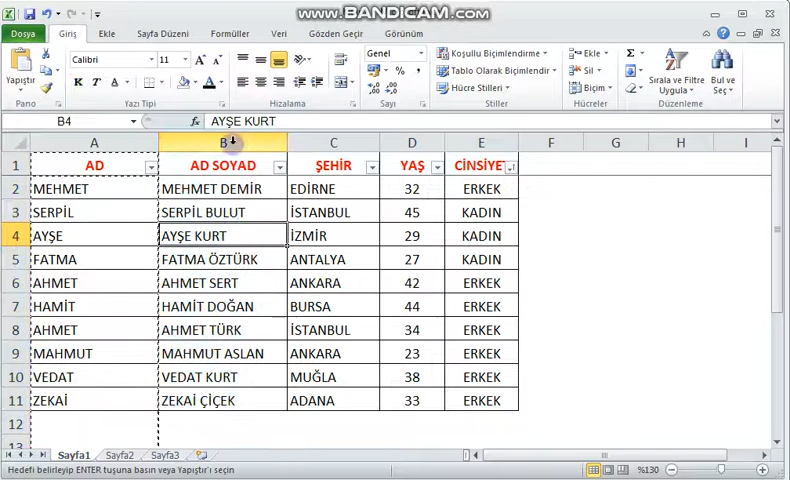 www.BANDICAM.com
Dosya Giriş Ekle Sayfa Düzeni Formüller Veri Gözden Geçir Görünüm
Yapıştır
Calibri 11
K T A
Genel
% 
Koşullu Biçimlendirme
Tablo Olarak Biçimlendir
Hücre Stilleri
Ekle
Sil
Biçim
Σ
Sırala ve Filtre Uygula
Bul ve Seç
Pano Yazı Tipi Hizalama Sayı Stiller Hücreler Düzenleme
B4 fx AYŞE KURT
A B C D E F G H I
1 AD AD SOYAD ŞEHİR YAŞ CİNSİYET
2 MEHMET MEHMET DEMİR EDİRNE 32 ERKEK
3 SERPİL SERPİL BULUT İSTANBUL 45 KADIN
4 AYŞE AYŞE KURT İZMİR 29 KADIN
5 FATMA FATMA ÖZTÜRK ANTALYA 27 KADIN
6 AHMET AHMET SERT ANKARA 42 ERKEK
7 HAMİT HAMİT DOĞAN BURSA 44 ERKEK
8 AHMET AHMET TÜRK İSTANBUL 34 ERKEK
9 MAHMUT MAHMUT ASLAN ANKARA 23 ERKEK
10 VEDAT VEDAT KURT MUĞLA 38 ERKEK
11 ZEKAİ ZEKAİ ÇİÇEK ADANA 33 ERKEK
12
13
Sayfa1 Sayfa2 Sayfa3
Hedefi belirleyip ENTER tuşuna basın veya Yapıştır'ı seçin %130